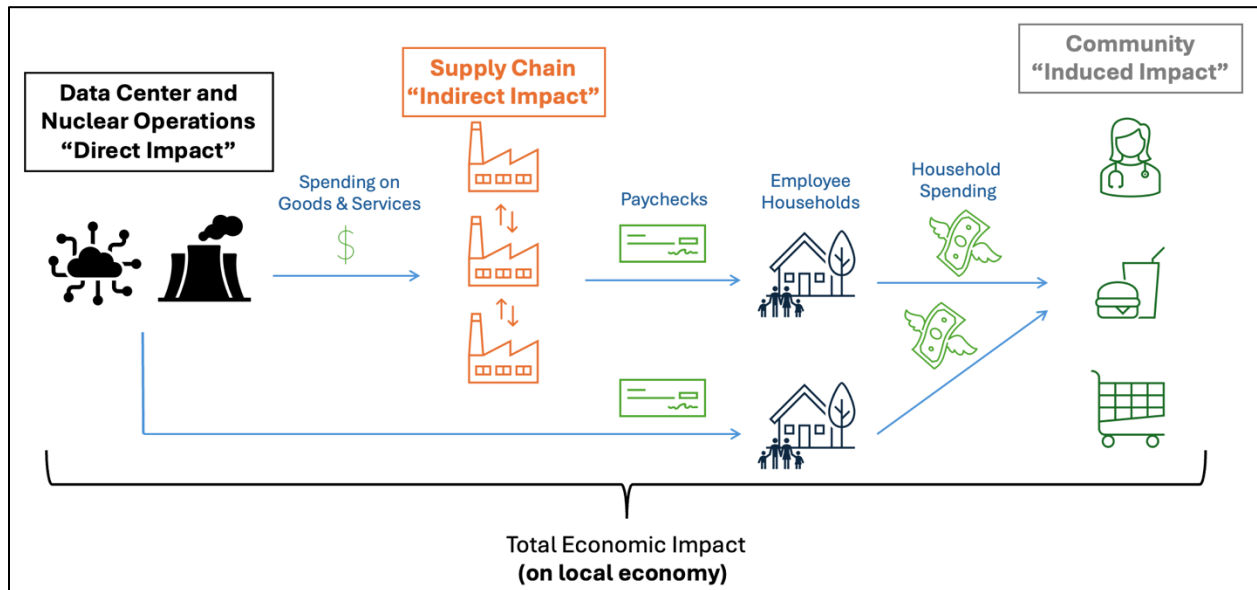 Data Center and
Nuclear Operations
“Direct Impact”
Spending on
Goods & Services
$
Supply Chain
“Indirect Impact”
Paychecks
Employee
Households
Household
Spending
Community
“Induced Impact”
Total Economic Impact
(on local economy)